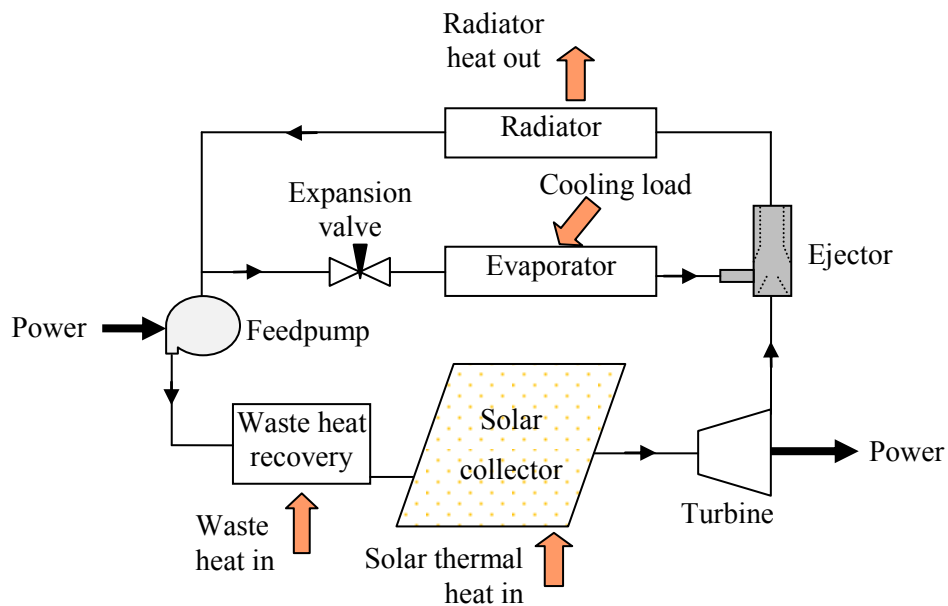 Radiator
heat out
Radiator
Cooling load
Expansion
valve
Evaporator
Ejector
Power
Feedpump
Waste heat
recovery
Solar
collector
Power
Turbine
Waste
heat in
Solar thermal
heat in